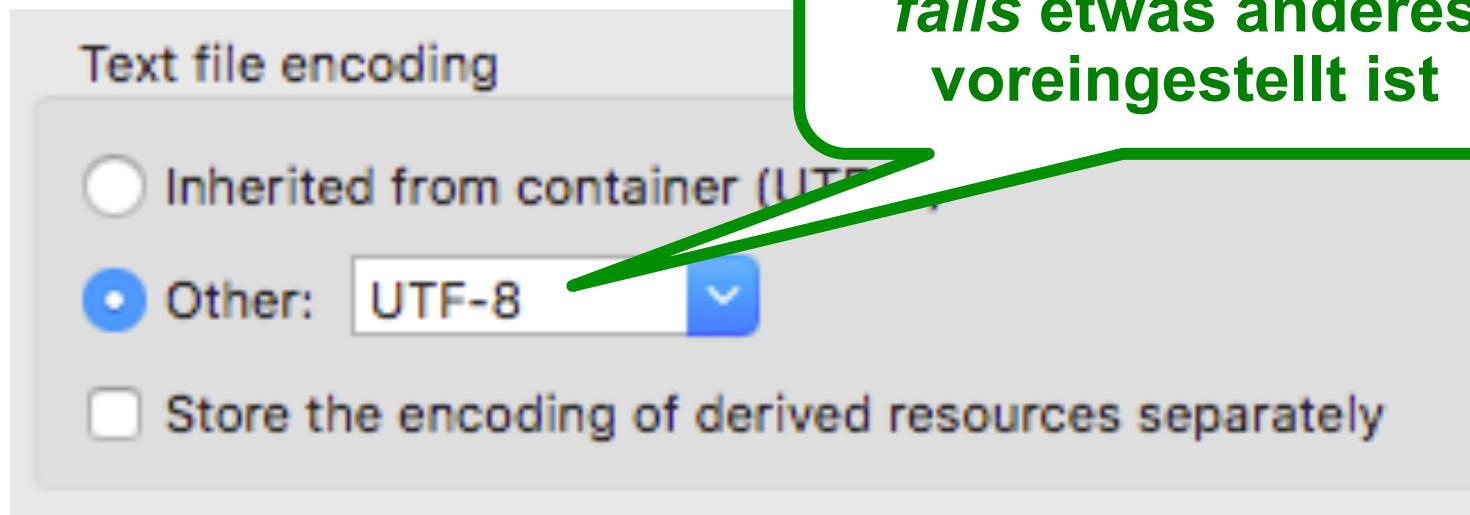 falls etwas anderes
voreingestellt ist
Text file encoding
Inherited from container
Other: UTF-8
Store the encoding of derived resources separately